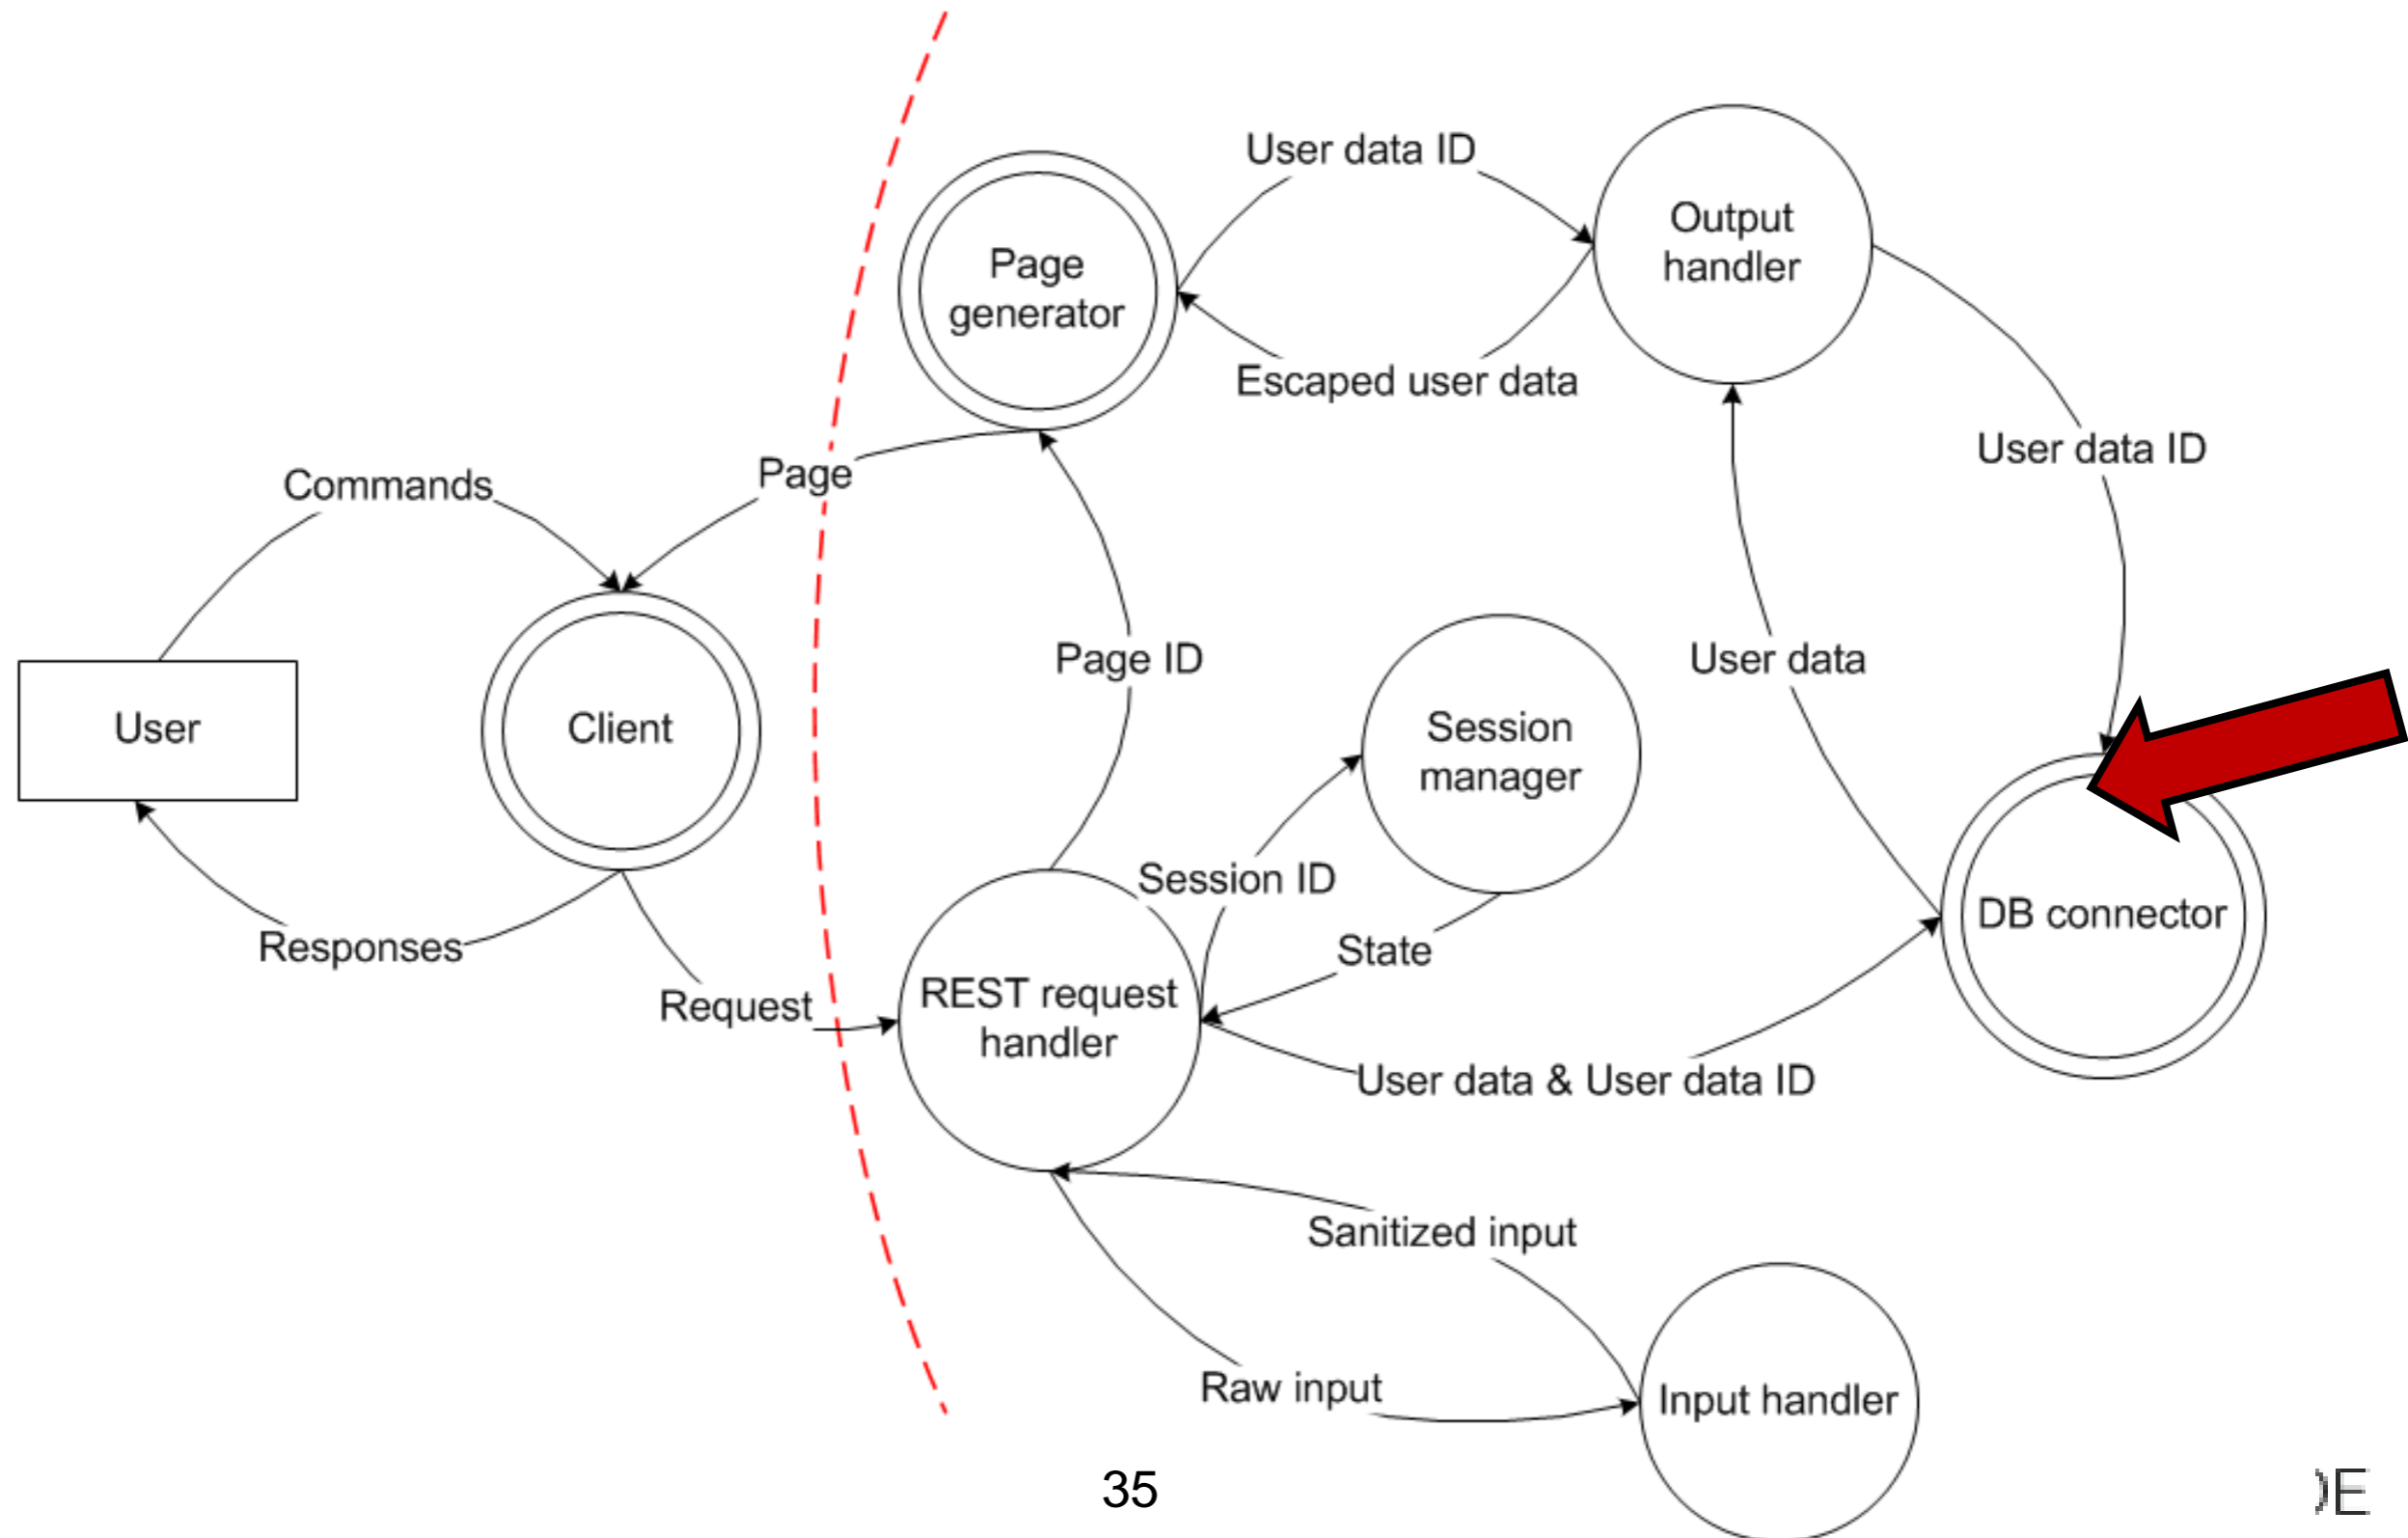 User data ID
Output
handler
Page
generator
Escaped user data
User data ID
Commands
Page
User
Client
Page ID
User data
Session
manager
Session ID
DB connector
State
Responses
Request
REST request
handler
User data & User data ID
Sanitized input
Raw input
Input handler
35